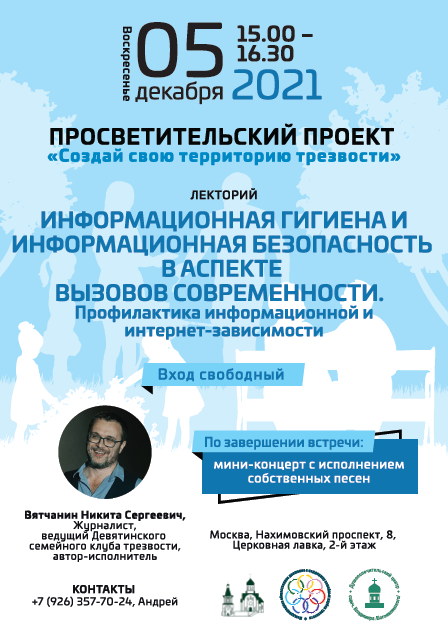 Воскресенье
05
декабря
15.00 –
16.30
2021
ПРОСВЕТИТЕЛЬСКИЙ ПРОЕКТ
«Создай свою территорию трезвости»
ЛЕКТОРИЙ
ИНФОРМАЦИОННАЯ ГИГИЕНА И
ИНФОРМАЦИОННАЯ БЕЗОПАСНОСТЬ
В АСПЕКТЕ
ВЫЗОВОВ СОВРЕМЕННОСТИ.
Профилактика информационной и
интернет-зависимости
Вход свободный
По завершении встречи:
мини-концерт с исполнением
собственных песен
Вятчанин Никита Сергеевич,
Журналист,
ведущий Девятинского
семейного клуба трезвости,
автор-исполнитель
Москва, Нахимовский проспект, 8,
Церковная лавка, 2-й этаж
КОНТАКТЫ
+7 (926) 357-70-24, Андрей